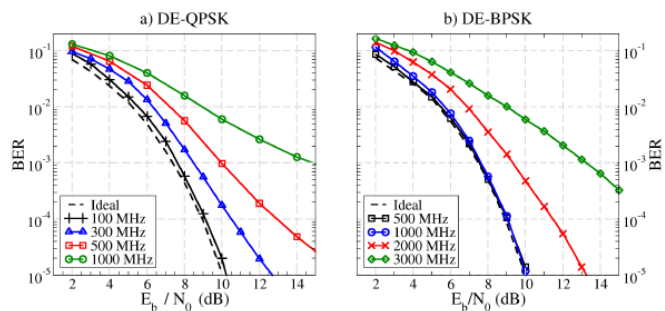 a) DE-QPSK
b) DE-BPSK
10^-1
10^-2
10^-3
10^-4
10^-5
BER
Ideal
100 MHz
300 MHz
500 MHz
1000 MHz
2 4 6 8 10 12 14
E_b / N_0 (dB)
10^-1
10^-2
10^-3
10^-4
10^-5
BER
Ideal
500 MHz
1000 MHz
2000 MHz
3000 MHz
2 4 6 8 10 12 14
E_b/N_0 (dB)